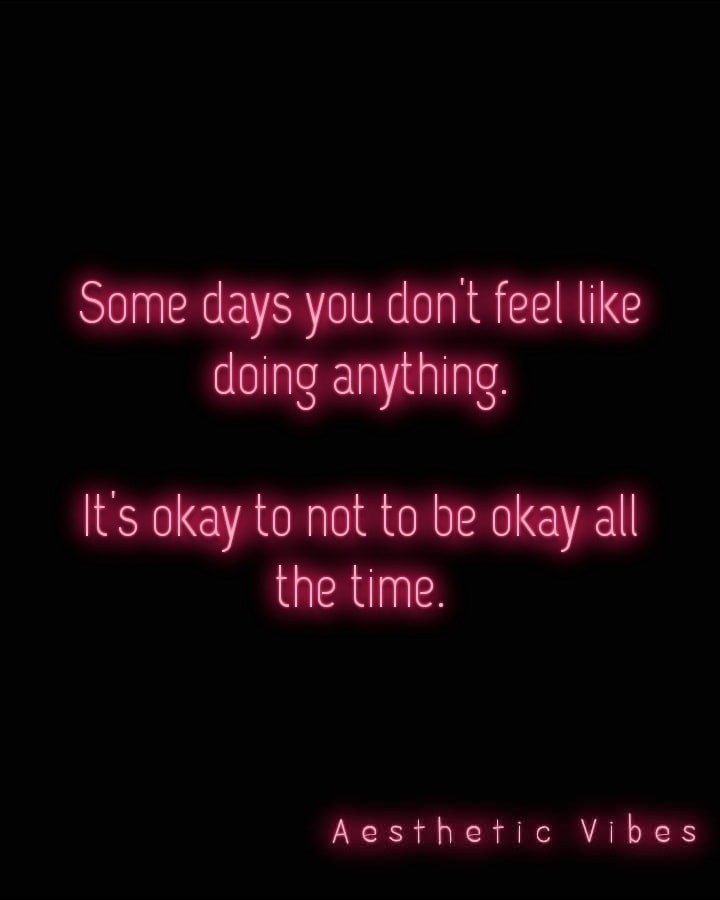 Some days you don't feel like
doing anything.
It's okay to not to be okay all
the time.
Aesthetic Vibes